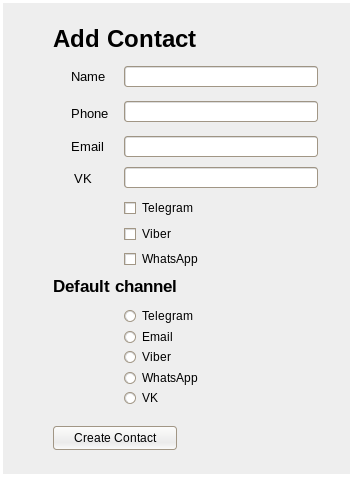 Add Contact
Name
Phone
Email
VK
Telegram
Viber
WhatsApp
Default channel
Telegram
Email
Viber
WhatsApp
VK
Create Contact